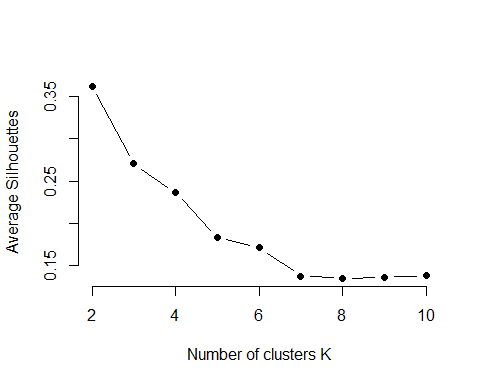 Average Silhouettes
0.35
0.25
0.15
2 4 6 8 10
Number of clusters K